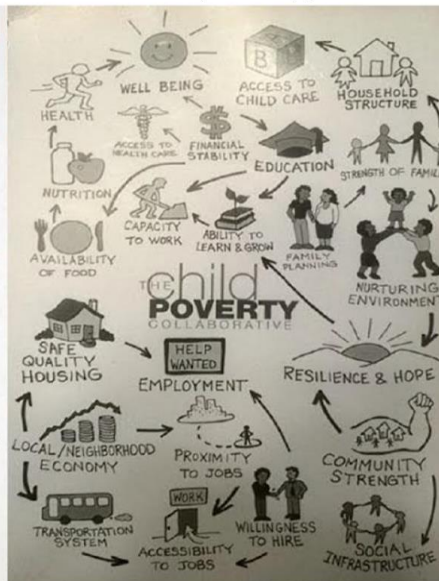 B
HEALTH
WELL BEING
ACCESS TO
CHILD CARE
HOUSEHOLD
STRUCTURE
ACCESS TO
HEALTH CARE
$
FINANCIAL
STABILITY
EDUCATION
STRENGTH OF FAMIL
NUTRITION
CAPACITY
TO WORK
ABILITY TO
LEARN & GROW
FAMILY
PLANNING
AVAILABILITY
OF FOOD
NURTURING
ENVIRONMENT
THE
child
POVERTY
COLLABORATIVE
SAFE
QUALITY
HOUSING
HELP
WANTED
EMPLOYMENT
RESILIENCE & HOPE
LOCAL/NEIGHBORHOOD
ECONOMY
PROXIMITY
TO JOBS
COMMUNITY
STRENGTH
TRANSPORTATION
SYSTEM
WORK
ACCESSIBILITY
TO JOBS
WILLINGNESS
TO HIRE
SOCIAL
INFRASTRUCTURE